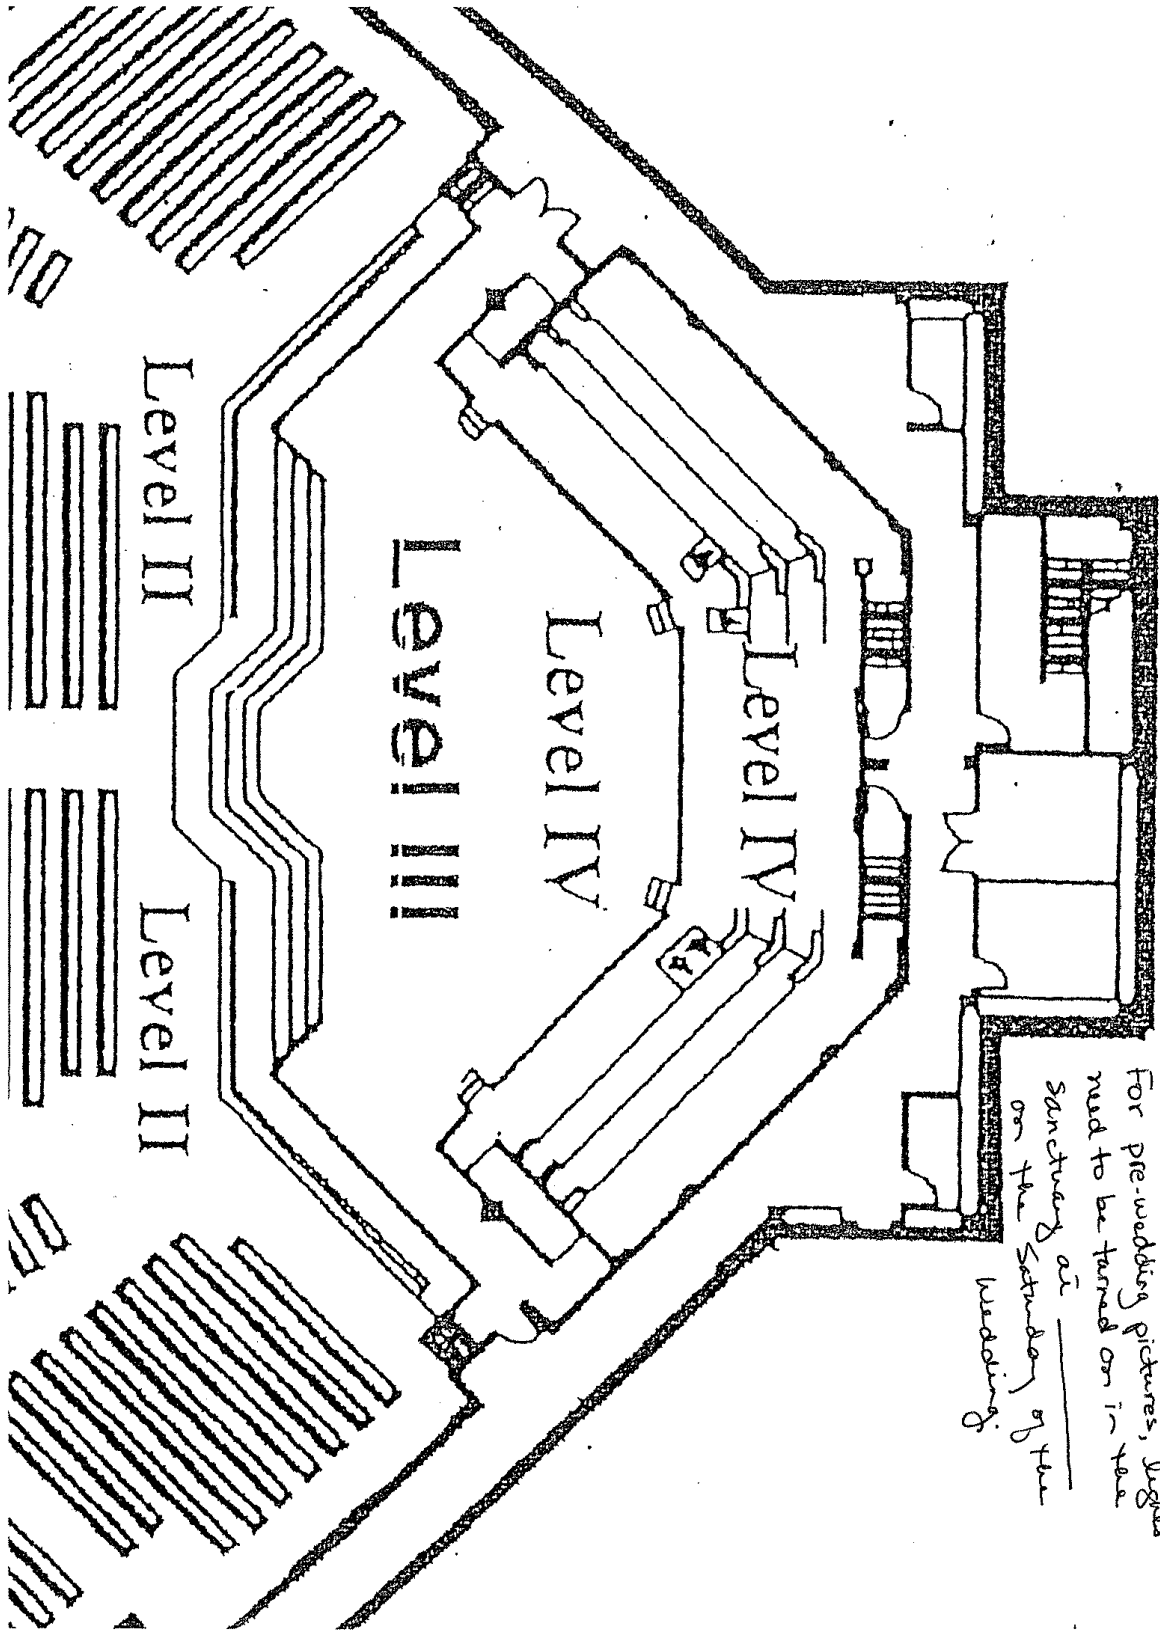 For pre-wedding pictures, lights
need to be turned on in the
sanctuary at ______
on the Saturday of the
wedding.
Level IV
Level IV
Level III
Level II
Level II